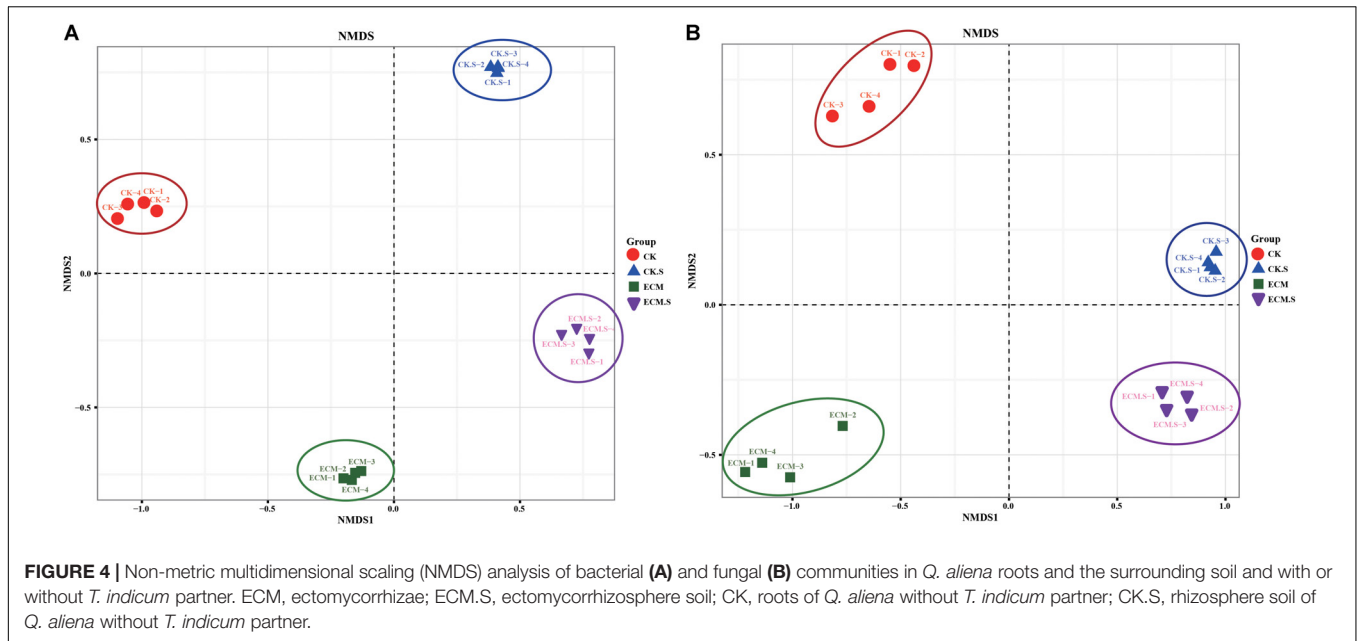 A
NMDS
CK.S−3
CK.S−2
CK.S−4
CK.S−1
0.5
CK−4
CK−1
CK−2
CK−3
0.0
NMDS2
ECM.S−2
ECM.S−3
ECM.S−1
−0.5
ECM−3
ECM−2
ECM−1
ECM−4
−1.0
−0.5
0.0
0.5
NMDS1
Group
CK
CK.S
ECM
ECM.S
B
NMDS
CK−1
CK−2
CK−4
CK−3
0.5
CK.S−3
CK.S−4
CK.S−1
CK.S−2
0.0
NMDS2
ECM.S−4
ECM.S−1
ECM.S−2
ECM.S−3
ECM−2
−0.5
ECM−4
ECM−1
ECM−3
−1.0
−0.5
0.0
0.5
1.0
NMDS1
Group
CK
CK.S
ECM
ECM.S
FIGURE 4 | Non-metric multidimensional scaling (NMDS) analysis of bacterial (A) and fungal (B) communities in Q. aliena roots and the surrounding soil and with or
without T. indicum partner. ECM, ectomycorrhizae; ECM.S, ectomycorrhizosphere soil; CK, roots of Q. aliena without T. indicum partner; CK.S, rhizosphere soil of
Q. aliena without T. indicum partner.